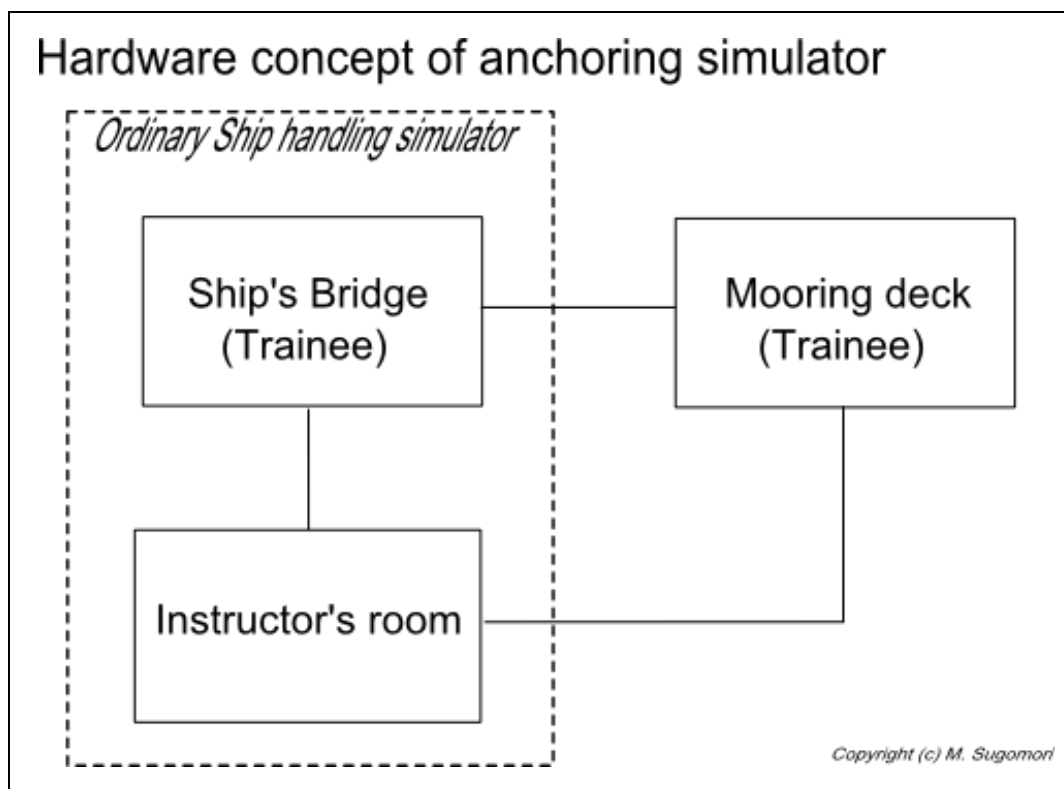 Hardware concept of anchoring simulator
Ordinary Ship handling simulator
Ship's Bridge
(Trainee)
Mooring deck
(Trainee)
Instructor's room
Copyright (c) M. Sugomori